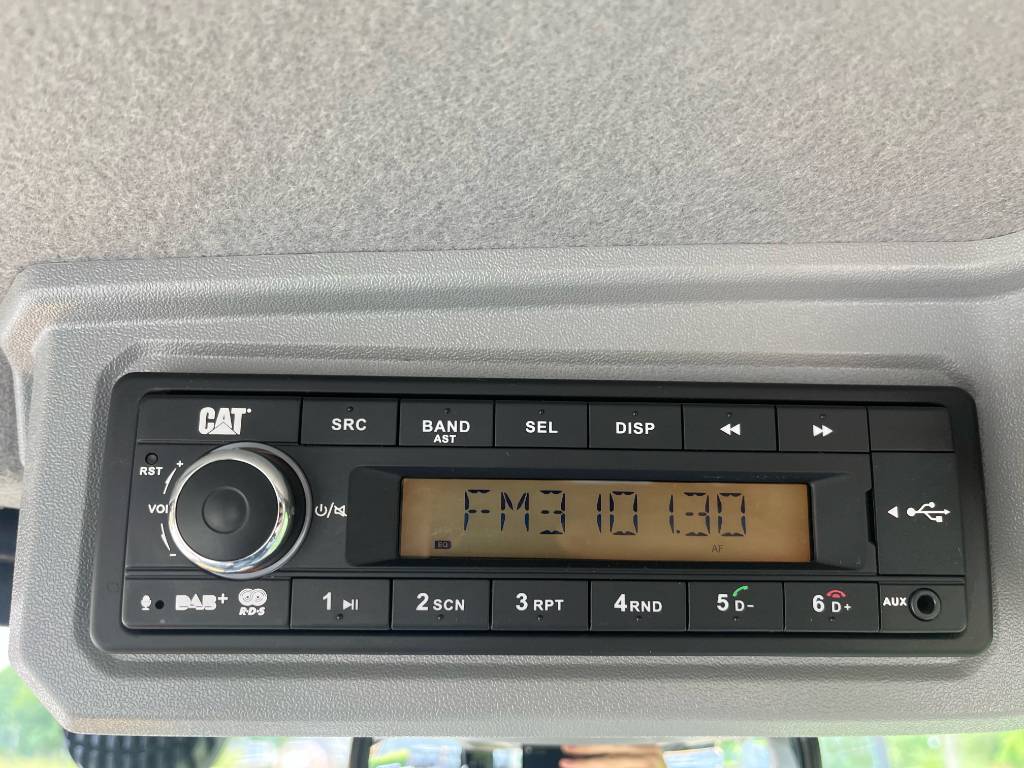 CAT
SRC
BAND
AST
SEL
DISP
RST
+
VOL
-
FM3 101.30
EQ
AF
DAB+
R·D·S
1
2 SCN
3 RPT
4 RND
5 D-
6 D+
AUX